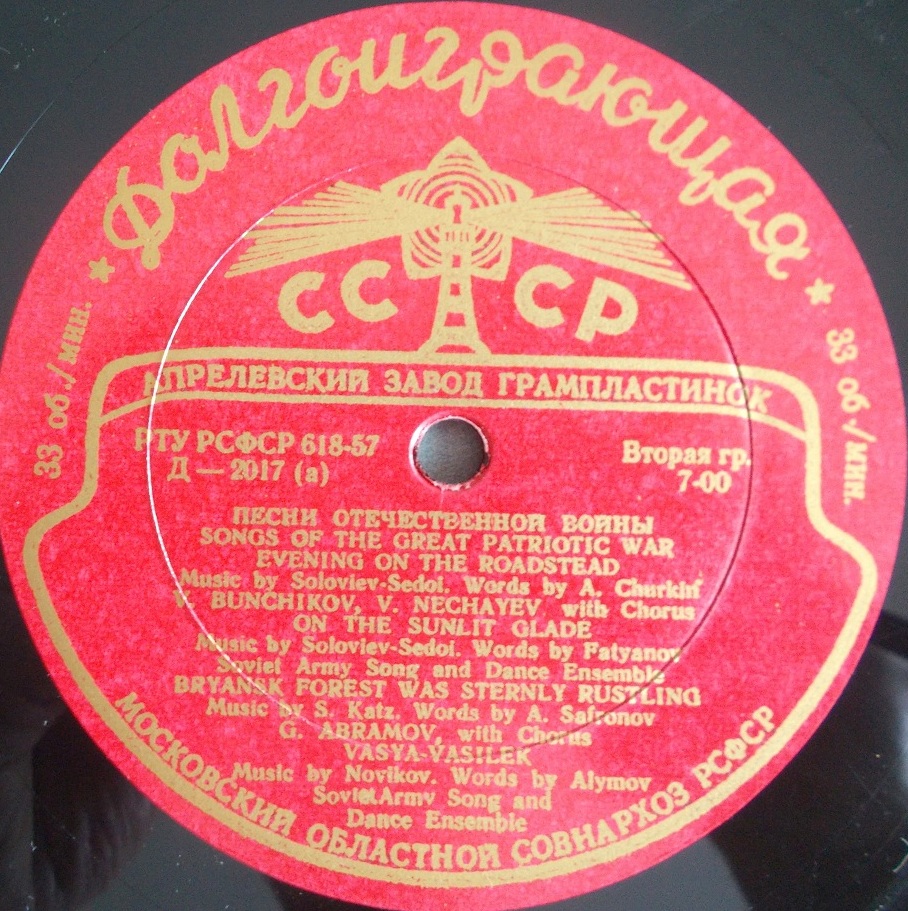 Долгоиграющая
СССР
33 об./мин.
33 об./мин.
АПРЕЛЕВСКИЙ ЗАВОД ГРАМПЛАСТИНОК
РТУ РСФСР 618-57
Вторая гр.
Д — 2017 (а)
7-00
ПЕСНИ ОТЕЧЕСТВЕННОЙ ВОЙНЫ
SONGS OF THE GREAT PATRIOTIC WAR
EVENING ON THE ROADSTEAD
Music by Soloviev-Sedoi. Words by A. Churkin
V. BUNCHIKOV, V. NECHAYEV with Chorus
ON THE SUNLIT GLADE
Music by Soloviev-Sedoi. Words by Fatyanov
Soviet Army Song and Dance Ensemble
BRYANSK FOREST WAS STERNLY RUSTLING
Music by S. Katz. Words by A. Safronov
G. ABRAMOV, with Chorus
VASYA-VASILEK
Music by Novikov. Words by Alymov
Soviet Army Song and
Dance Ensemble
МОСКОВСКИЙ ОБЛАСТНОЙ СОВНАРХОЗ РСФСР